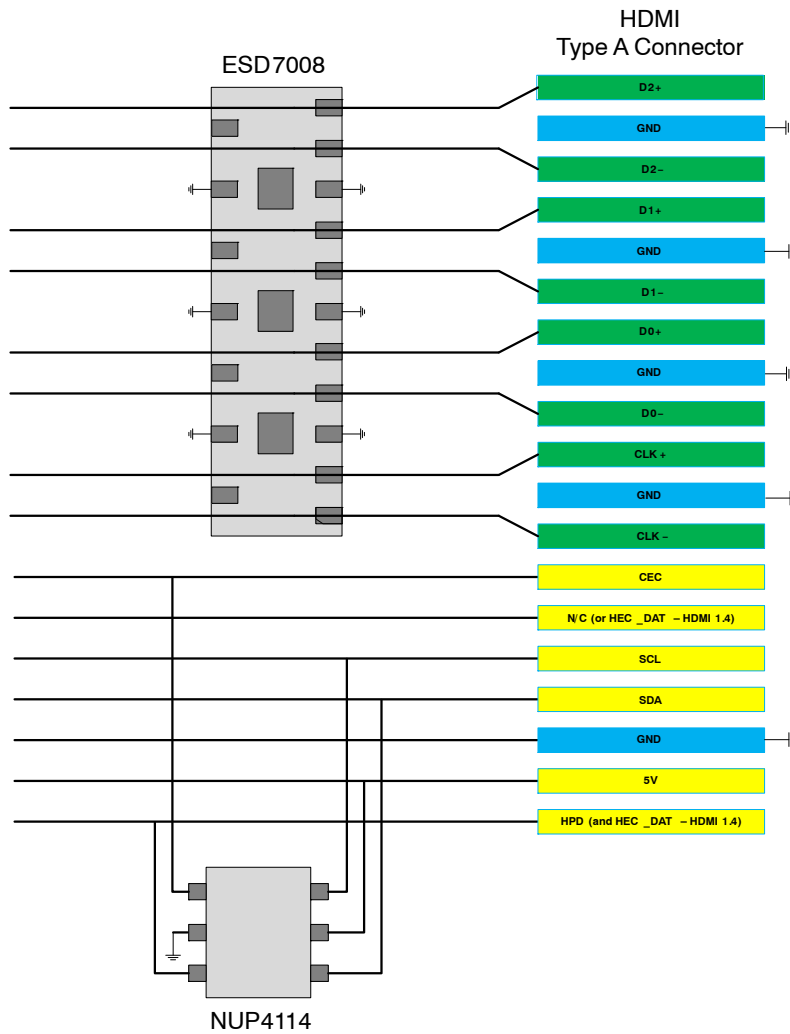 HDMI
Type A Connector
ESD7008
D2+
GND
D2−
D1+
GND
D1−
D0+
GND
D0−
CLK +
GND
CLK −
CEC
N/C (or HEC _DAT − HDMI 1.4)
SCL
SDA
GND
5V
HPD (and HEC _DAT − HDMI 1.4)
NUP4114